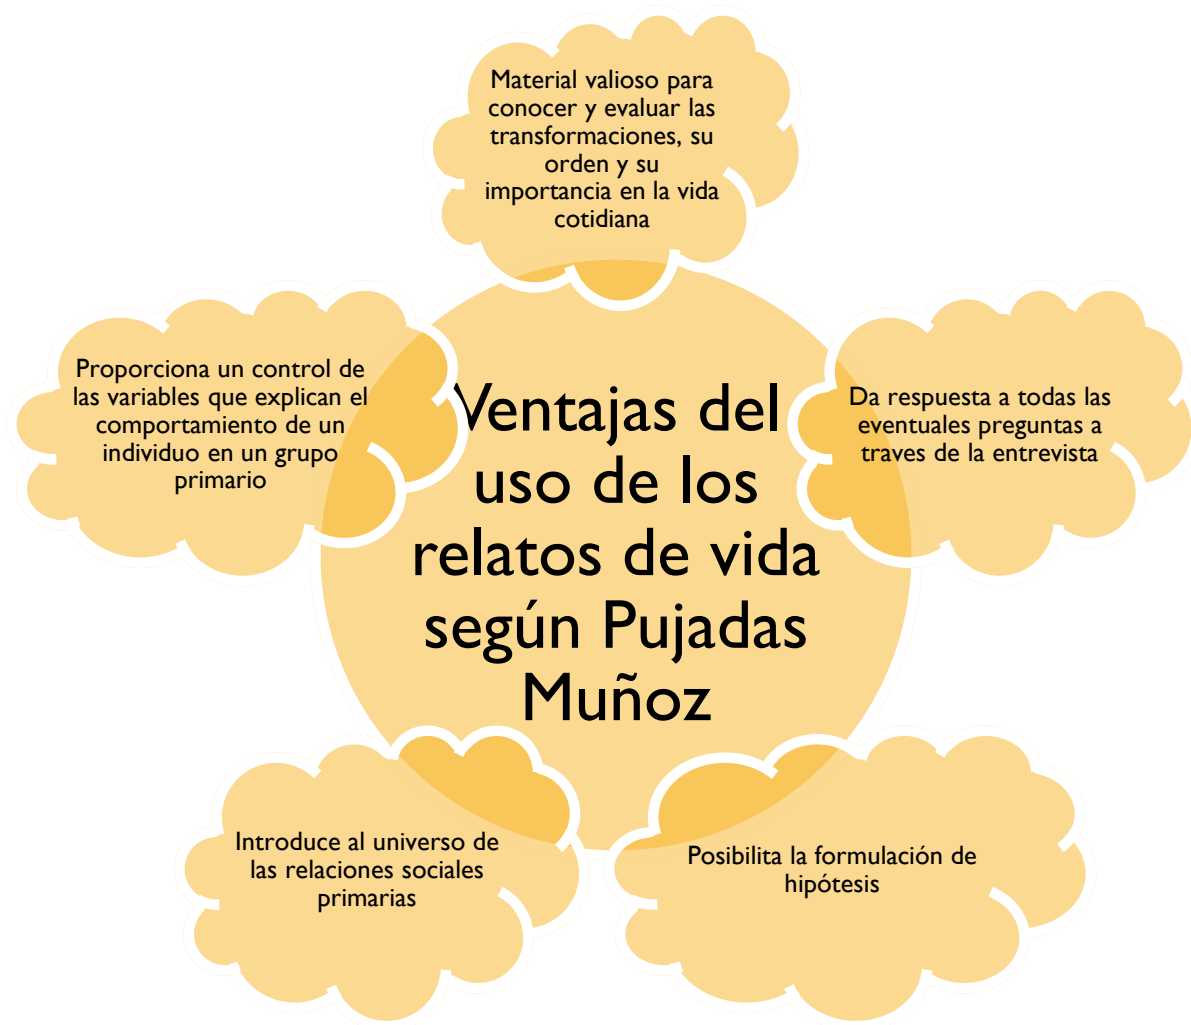 Material valioso para
conocer y evaluar las
transformaciones, su
orden y su
importancia en la vida
cotidiana
Proporciona un control de
las variables que explican el
comportamiento de un
individuo en un grupo
primario
Ventajas del
uso de los
relatos de vida
según Pujadas
Muñoz
Da respuesta a todas las
eventuales preguntas a
traves de la entrevista
Introduce al universo de
las relaciones sociales
primarias
Posibilita la formulación de
hipótesis